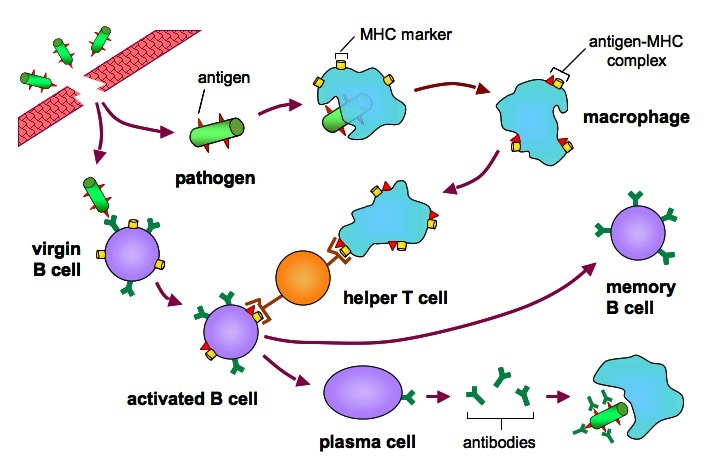 MHC marker
antigen-MHC
complex
antigen
macrophage
pathogen
virgin
B cell
helper T cell
memory
B cell
activated B cell
plasma cell
antibodies